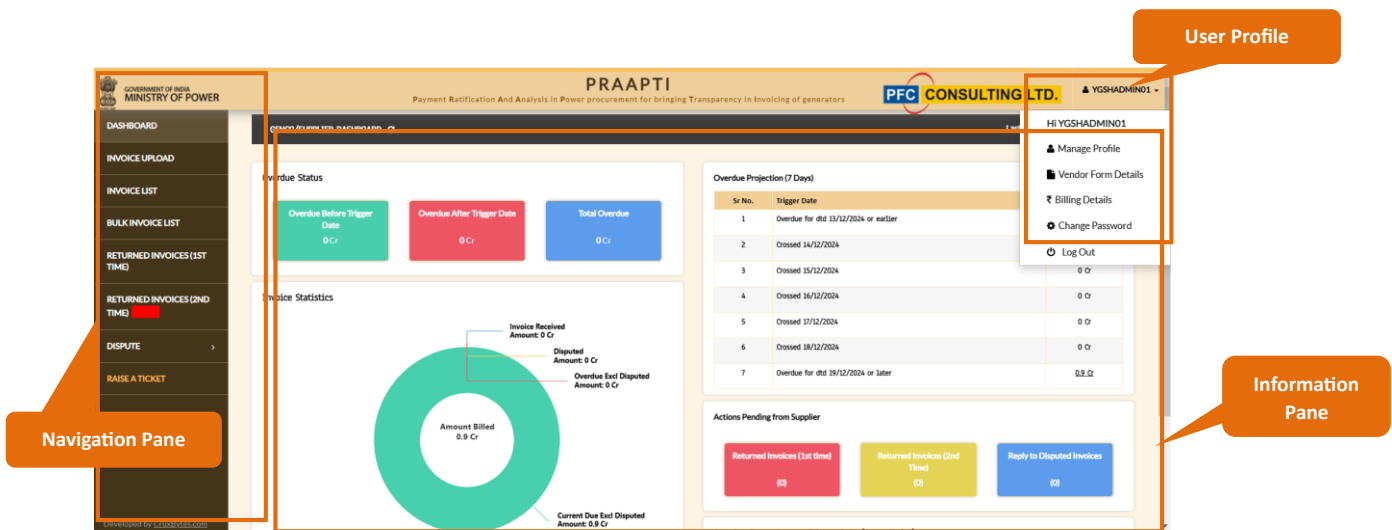 User Profile
GOVERNMENT OF INDIA
MINISTRY OF POWER
PRAAPTI
Payment Ratification And Analysis in Power procurement for bringing Transparency in Invoicing of generators
PFC CONSULTING LTD.
YGSHADMIN01
DASHBOARD
INVOICE UPLOAD
INVOICE LIST
BULK INVOICE LIST
RETURNED INVOICES (1ST
TIME)
RETURNED INVOICES (2ND
TIME)
DISPUTE ›
RAISE A TICKET
Developed by CruxBytes.com
Navigation Pane
GENCO/SUPPLIER DASHBOARD
Hi YGSHADMIN01
Manage Profile
Vendor Form Details
₹ Billing Details
Change Password
Log Out
Overdue Status
Overdue Before Trigger
Date
0 Cr
Overdue After Trigger Date
0 Cr
Total Overdue
0 Cr
Invoice Statistics
Invoice Received
Amount: 0 Cr
Disputed
Amount: 0 Cr
Overdue Excl Disputed
Amount: 0 Cr
Amount Billed
0.9 Cr
Current Due Excl Disputed
Amount: 0.9 Cr
Overdue Projection (7 Days)
Sr No. Trigger Date
1 Overdue for dtd 13/12/2024 or earlier
2 Crossed 14/12/2024
3 Crossed 15/12/2024 0 Cr
4 Crossed 16/12/2024 0 Cr
5 Crossed 17/12/2024 0 Cr
6 Crossed 18/12/2024 0 Cr
7 Overdue for dtd 19/12/2024 or later 0.9 Cr
Actions Pending from Supplier
Returned Invoices (1st time)
(0)
Returned Invoices (2nd
Time)
(0)
Reply to Disputed Invoices
(0)
Information
Pane